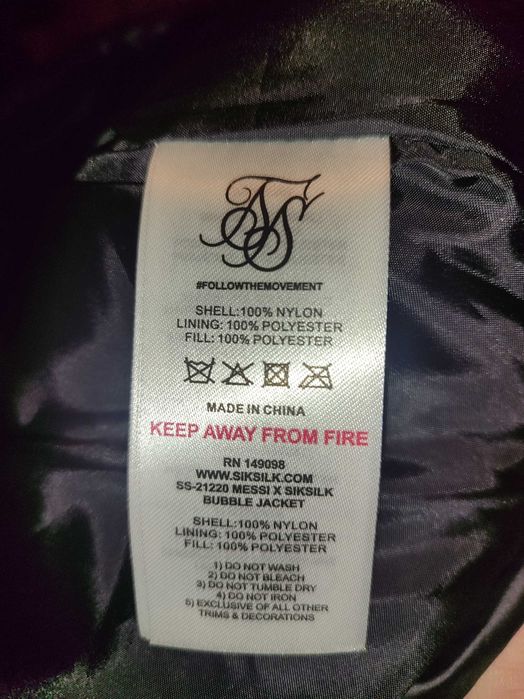 SS
#FOLLOWTHEMOVEMENT
SHELL:100% NYLON
LINING: 100% POLYESTER
FILL: 100% POLYESTER
MADE IN CHINA
KEEP AWAY FROM FIRE
RN 149098
WWW.SIKSILK.COM
SS-21220 MESSI X SIKSILK
BUBBLE JACKET
SHELL:100% NYLON
LINING: 100% POLYESTER
FILL: 100% POLYESTER
1) DO NOT WASH
2) DO NOT BLEACH
3) DO NOT TUMBLE DRY
4) DO NOT IRON
5) EXCLUSIVE OF ALL OTHER
TRIMS & DECORATIONS